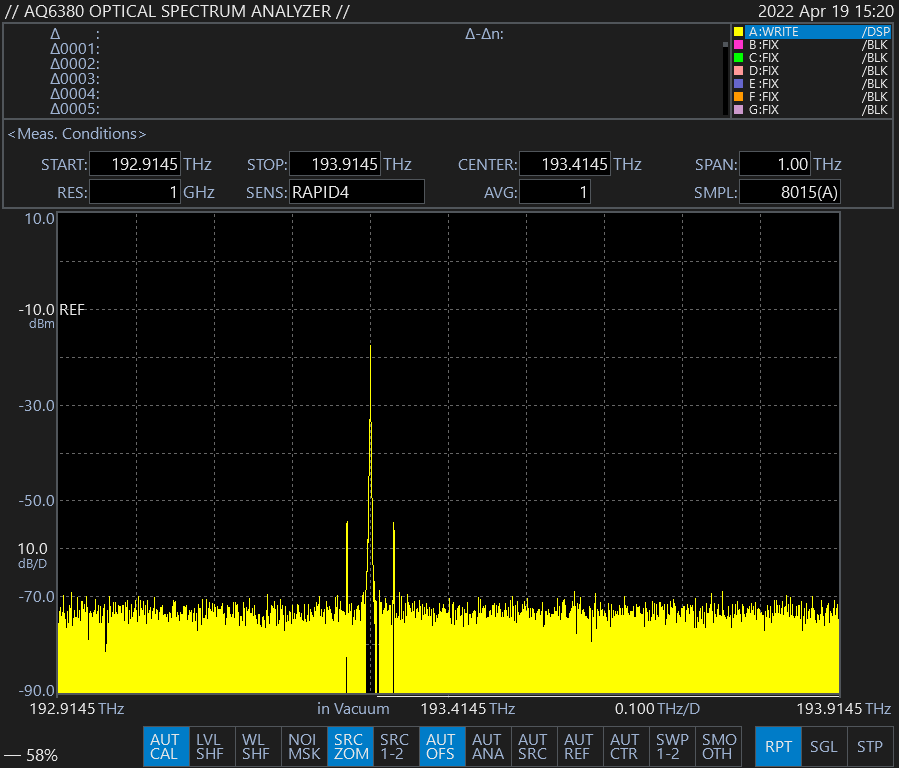 // AQ6380 OPTICAL SPECTRUM ANALYZER // 2022 Apr 19 15:20
Δ :
Δ0001:
Δ0002:
Δ0003:
Δ0004:
Δ0005:
Δ-Δn:
A:WRITE /DSP
B:FIX /BLK
C:FIX /BLK
D:FIX /BLK
E:FIX /BLK
F:FIX /BLK
G:FIX /BLK
<Meas. Conditions>
START: 192.9145 THz STOP: 193.9145 THz CENTER: 193.4145 THz SPAN: 1.00 THz
RES: 1 GHz SENS: RAPID4 AVG: 1 SMPL: 8015(A)
10.0
-10.0 REF
dBm
-30.0
-50.0
10.0
dB/D
-70.0
-90.0
192.9145 THz in Vacuum 193.4145 THz 0.100 THz/D 193.9145 THz
— 58%
AUT CAL
LVL SHF
WL SHF
NOI MSK
SRC ZOM
SRC 1-2
AUT OFS
AUT ANA
AUT SRC
AUT REF
AUT CTR
SWP 1-2
SMO OTH
RPT
SGL
STP